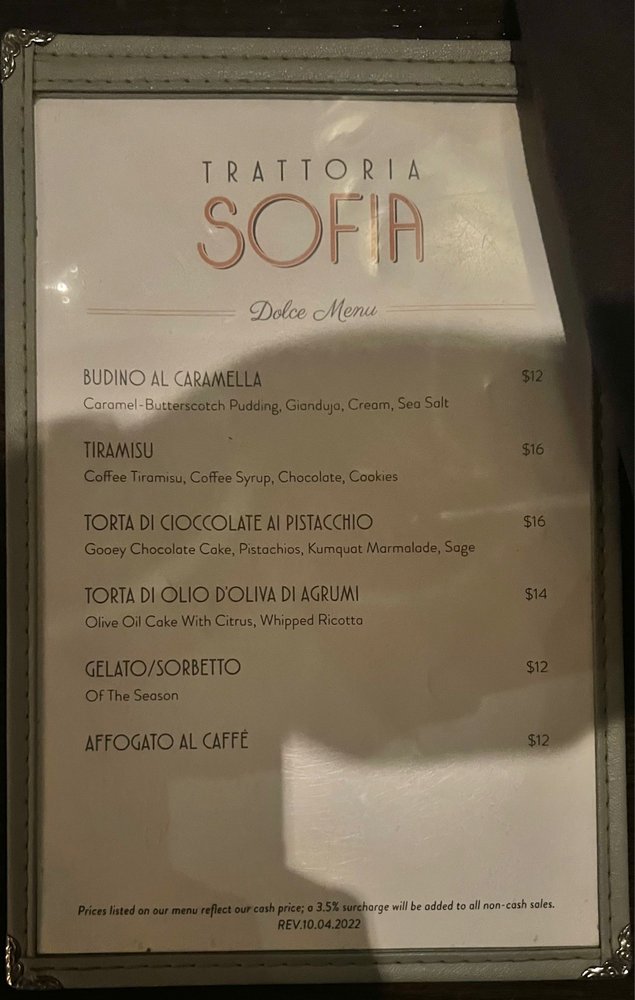 TRATTORIA
SOFIA
Dolce Menu
BUDINO AL CARAMELLA $12
Caramel-Butterscotch Pudding, Gianduja, Cream, Sea Salt
TIRAMISU $16
Coffee Tiramisu, Coffee Syrup, Chocolate, Cookies
TORTA DI CIOCCOLATE AI PISTACCHIO $16
Gooey Chocolate Cake, Pistachios, Kumquat Marmalade, Sage
TORTA DI OLIO D'OLIVA DI AGRUMI $14
Olive Oil Cake With Citrus, Whipped Ricotta
GELATO/SORBETTO $12
Of The Season
AFFOGATO AL CAFFÈ $12
Prices listed on our menu reflect our cash price; a 3.5% surcharge will be added to all non-cash sales.
REV.10.04.2022